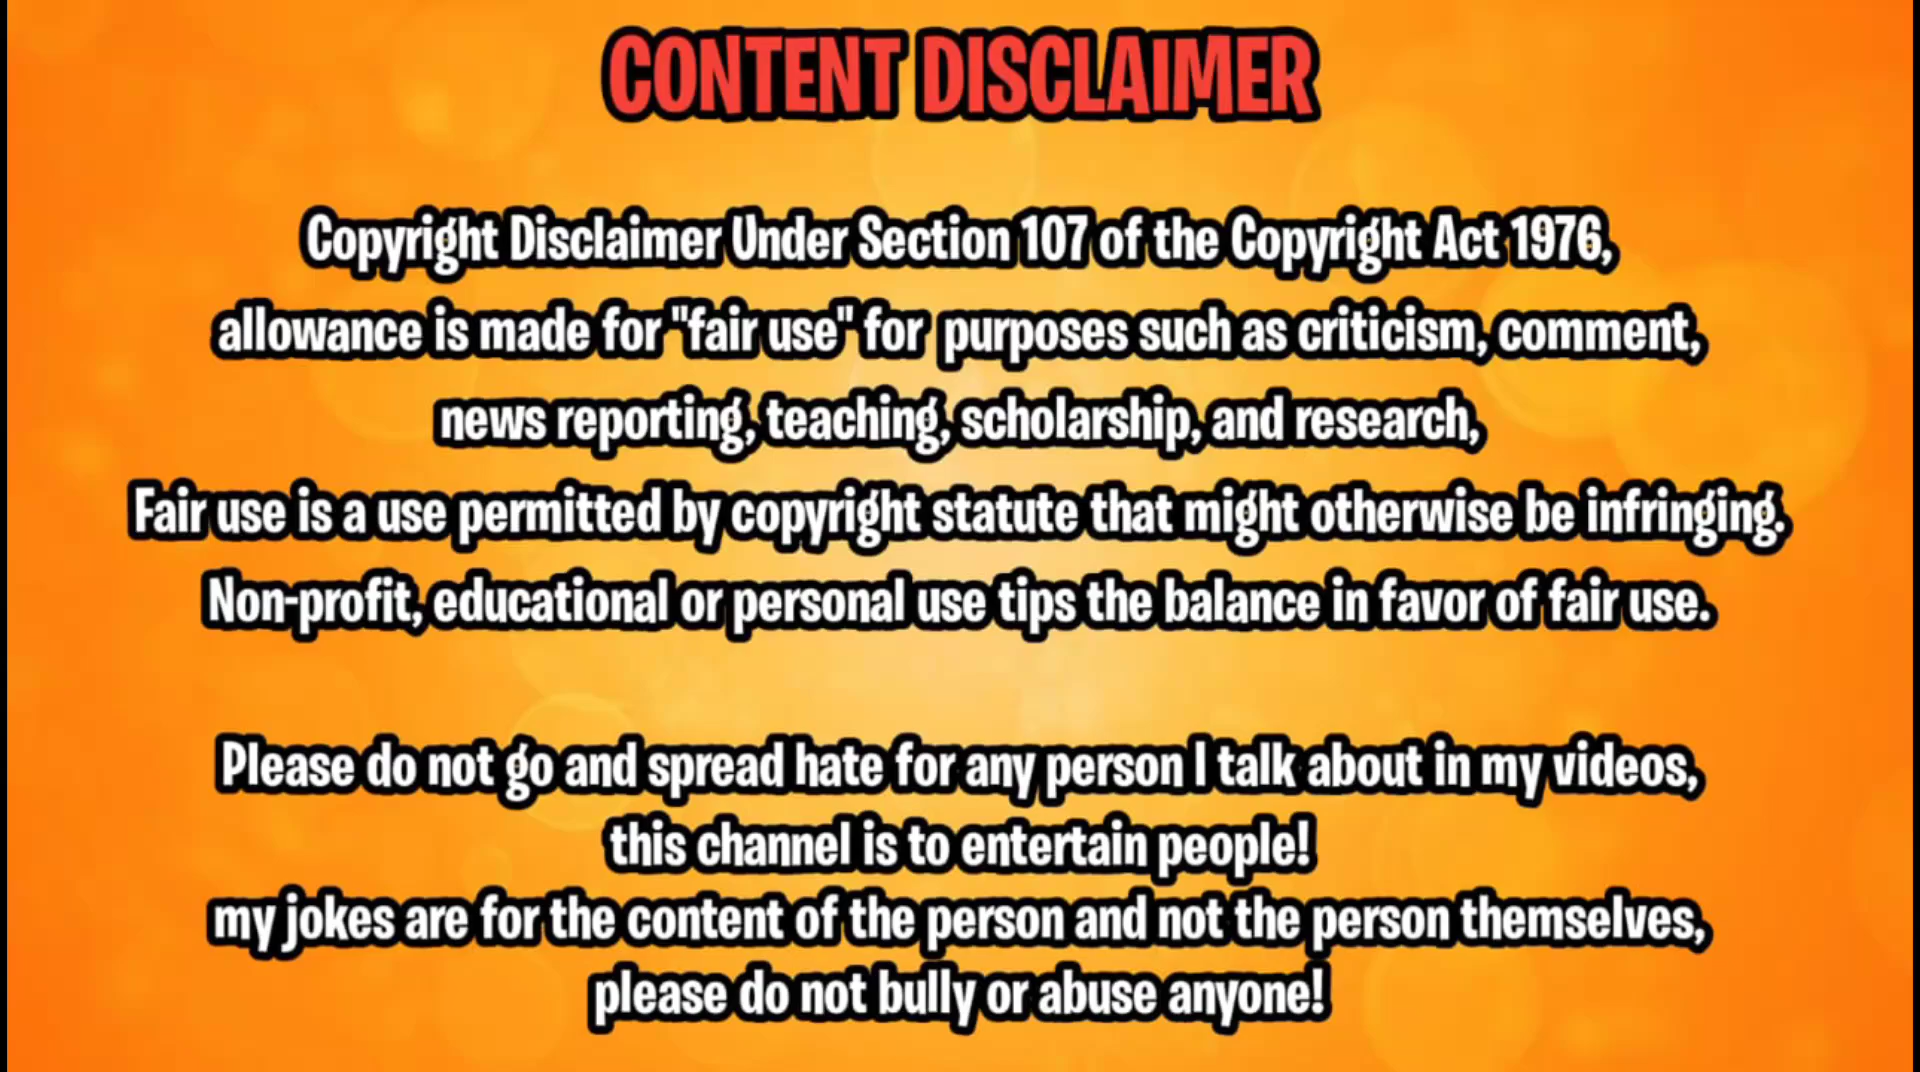 CONTENT DISCLAIMER
Copyright Disclaimer Under Section 107 of the Copyright Act 1976,
allowance is made for "fair use" for purposes such as criticism, comment,
news reporting, teaching, scholarship, and research,
Fair use is a use permitted by copyright statute that might otherwise be infringing.
Non-profit, educational or personal use tips the balance in favor of fair use.
Please do not go and spread hate for any person I talk about in my videos,
this channel is to entertain people!
my jokes are for the content of the person and not the person themselves,
please do not bully or abuse anyone!